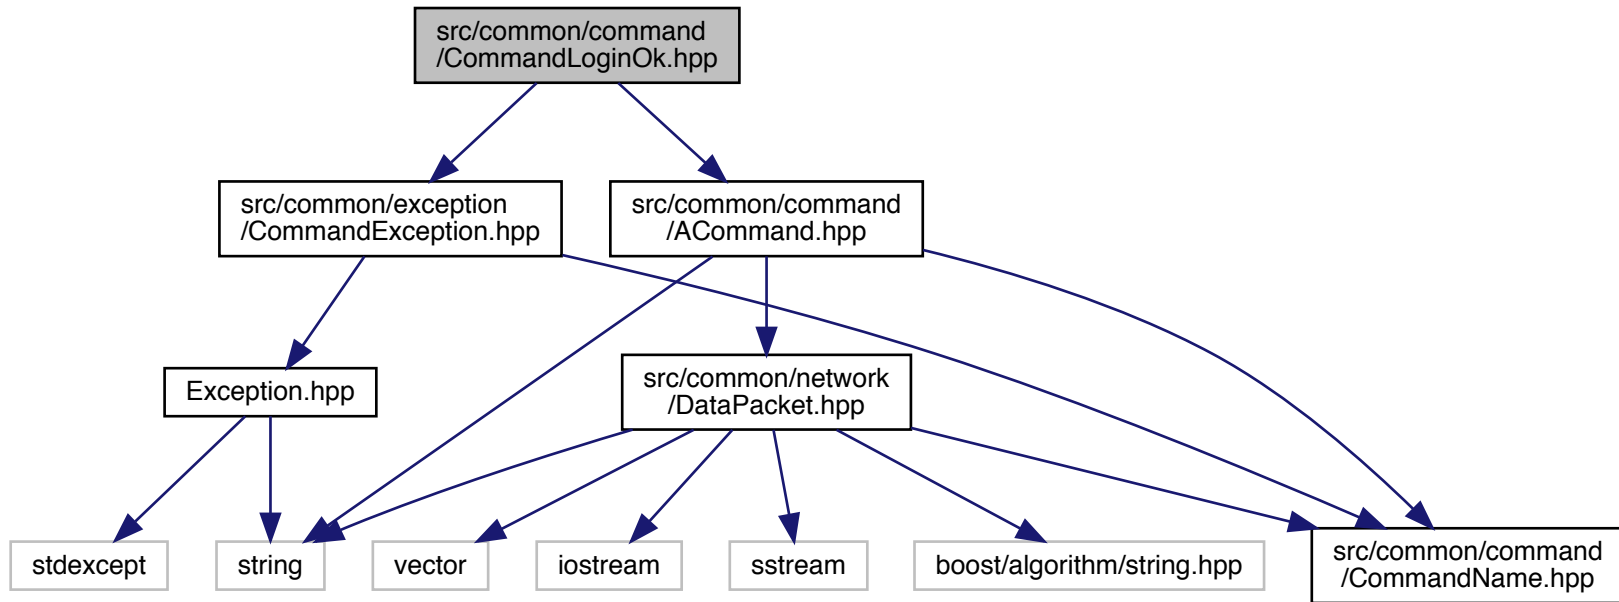 src/common/command
/CommandLoginOk.hpp
src/common/exception
/CommandException.hpp
src/common/command
/ACommand.hpp
Exception.hpp
src/common/network
/DataPacket.hpp
stdexcept
string
vector
iostream
sstream
boost/algorithm/string.hpp
src/common/command
/CommandName.hpp